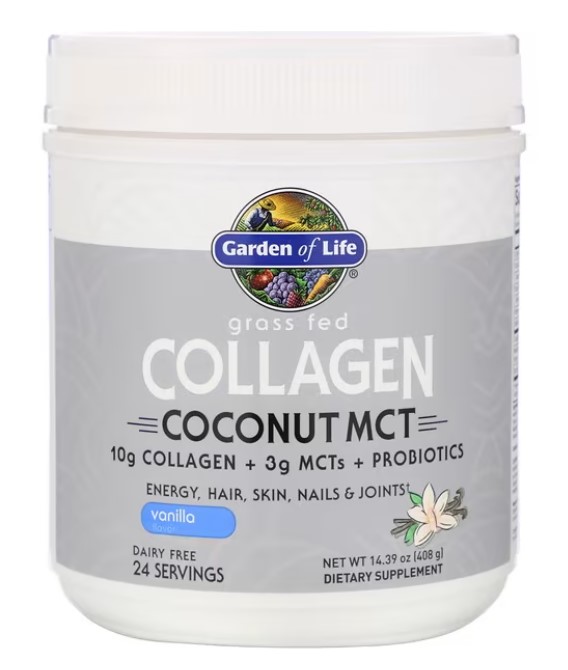 Garden of Life
®
grass fed
COLLAGEN
COCONUT MCT
10g COLLAGEN + 3g MCTs + PROBIOTICS
ENERGY, HAIR, SKIN, NAILS & JOINTS†
vanilla
flavor
DAIRY FREE
24 SERVINGS
NET WT 14.39 oz (408 g)
DIETARY SUPPLEMENT